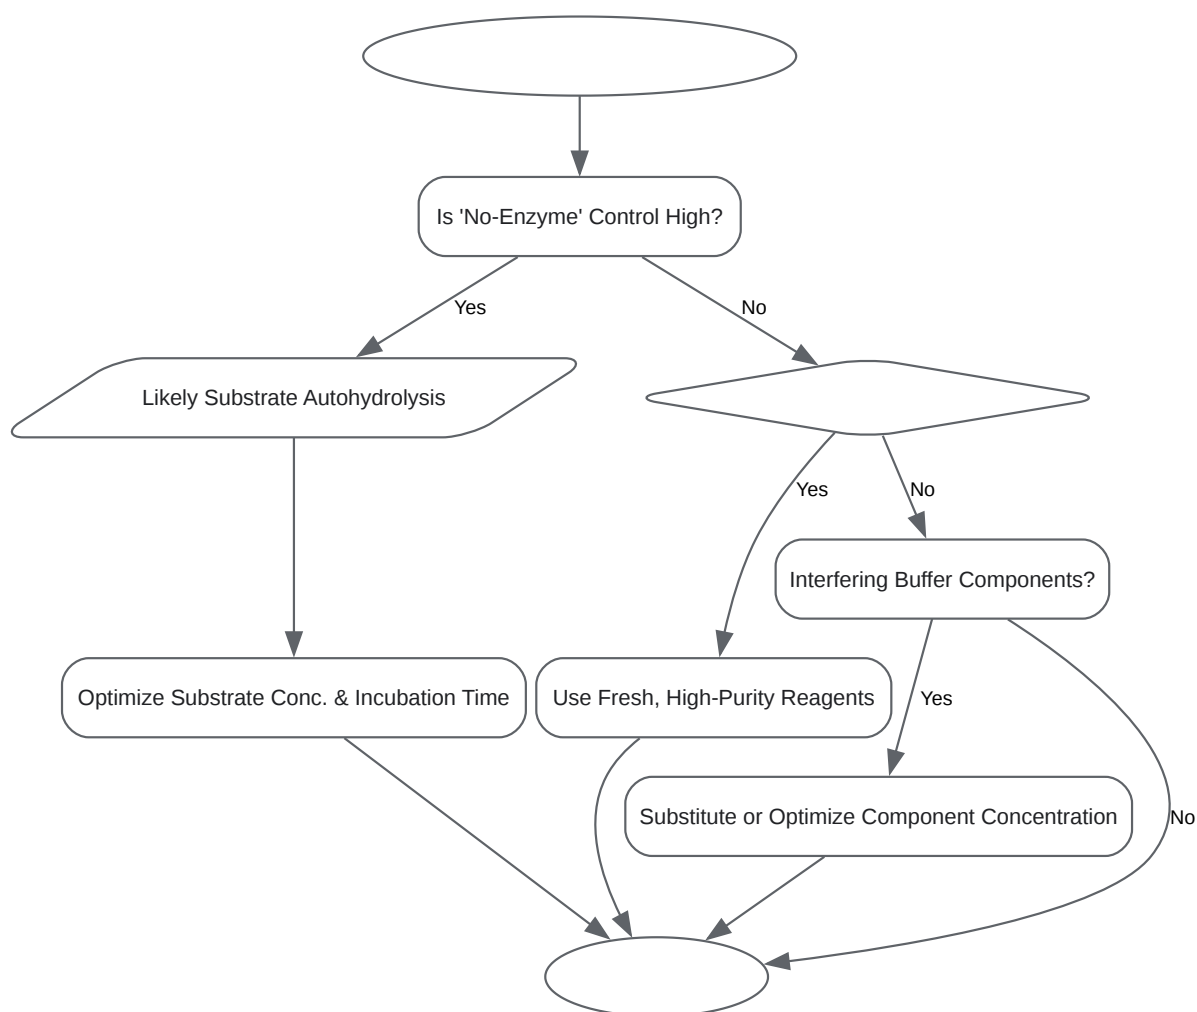 Is 'No-Enzyme' Control High?
Yes
No
Likely Substrate Autohydrolysis
Yes
No
Interfering Buffer Components?
Optimize Substrate Conc. & Incubation Time
Use Fresh, High-Purity Reagents
Yes
Substitute or Optimize Component Concentration
No